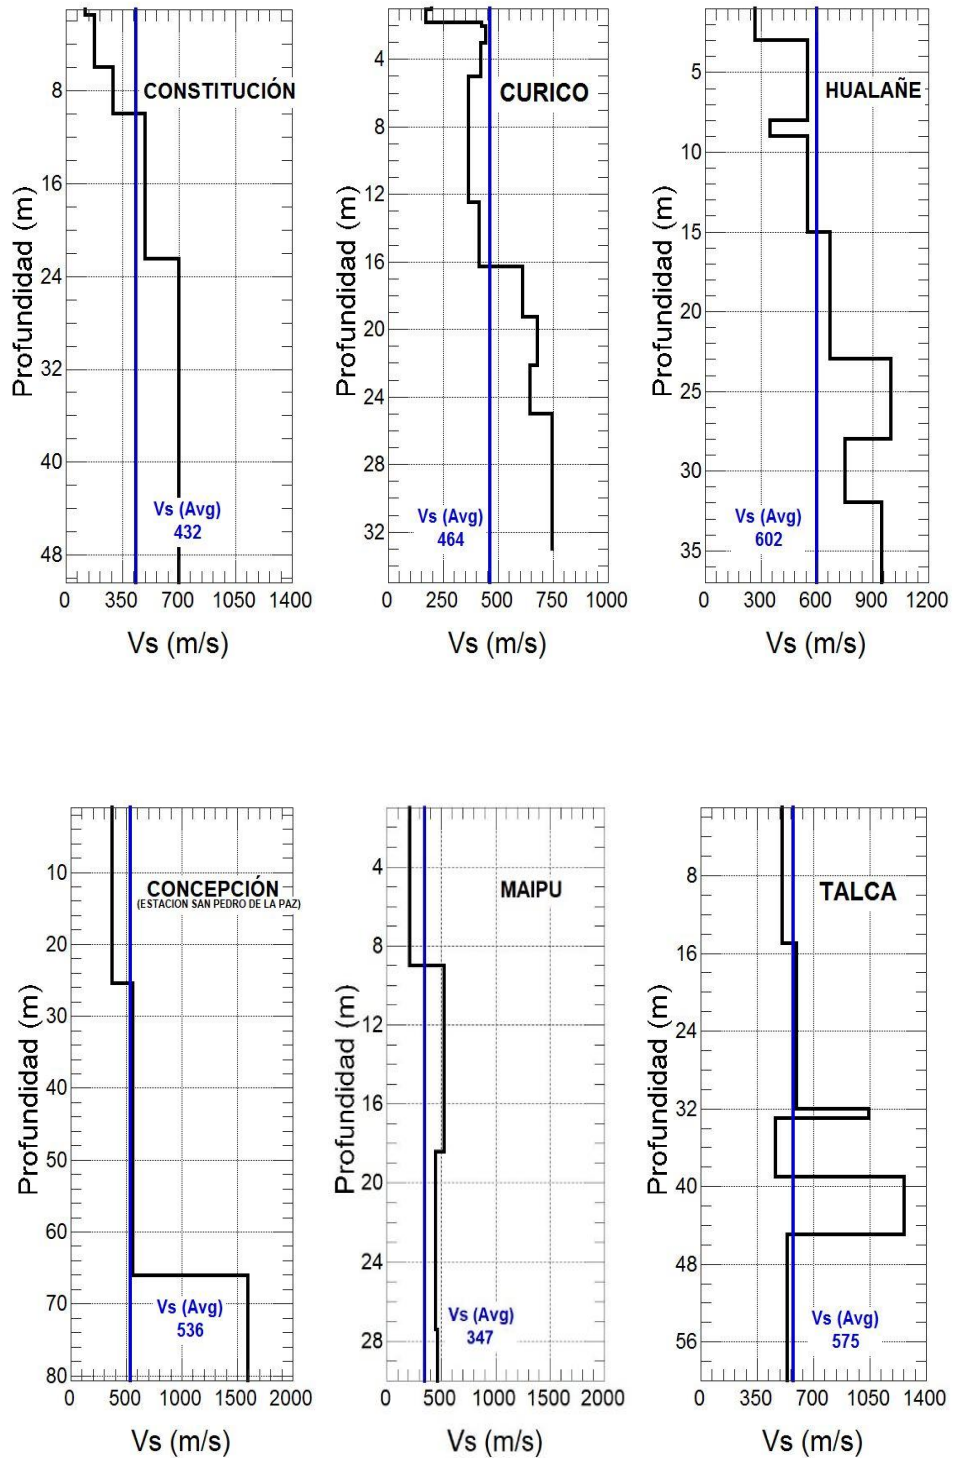 CONSTITUCIÓN
8
16
24
32
40
48
Profundidad (m)
Vs (Avg)
432
0 350 700 1050 1400
Vs (m/s)
CURICO
4
8
12
16
20
24
28
32
Profundidad (m)
Vs (Avg)
464
0 250 500 750 1000
Vs (m/s)
HUALAÑE
5
10
15
20
25
30
35
Profundidad (m)
Vs (Avg)
602
0 300 600 900 1200
Vs (m/s)
CONCEPCIÓN
(ESTACION SAN PEDRO DE LA PAZ)
10
20
30
40
50
60
70
80
Profundidad (m)
Vs (Avg)
536
0 500 1000 1500 2000
Vs (m/s)
MAIPU
4
8
12
16
20
24
28
Profundidad (m)
Vs (Avg)
347
0 500 1000 1500 2000
Vs (m/s)
TALCA
8
16
24
32
40
48
56
Profundidad (m)
Vs (Avg)
575
0 350 700 1050 1400
Vs (m/s)